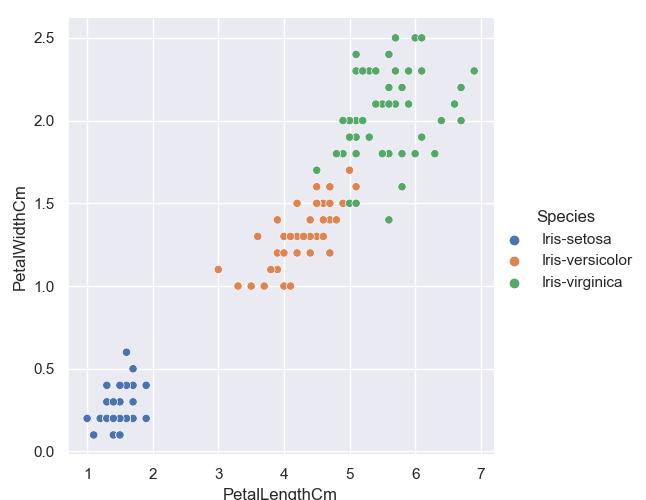 2.5
2.0
1.5
1.0
0.5
0.0
PetalWidthCm
1 2 3 4 5 6 7
PetalLengthCm
Species
Iris-setosa
Iris-versicolor
Iris-virginica